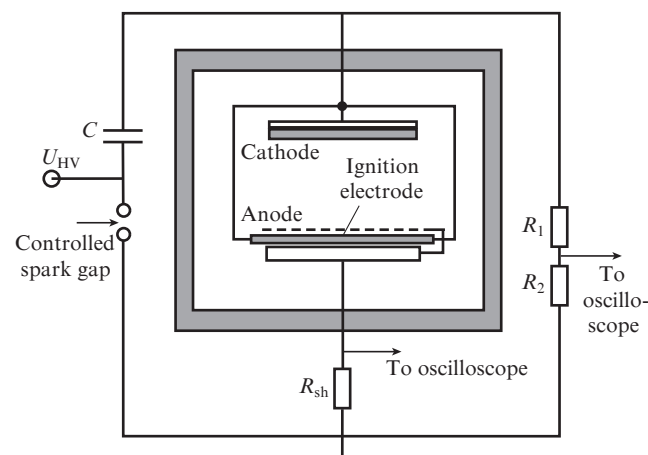 C
U_HV
Controlled
spark gap
Cathode
Ignition
electrode
Anode
R_1
R_2
To
oscillo-
scope
To oscilloscope
R_sh